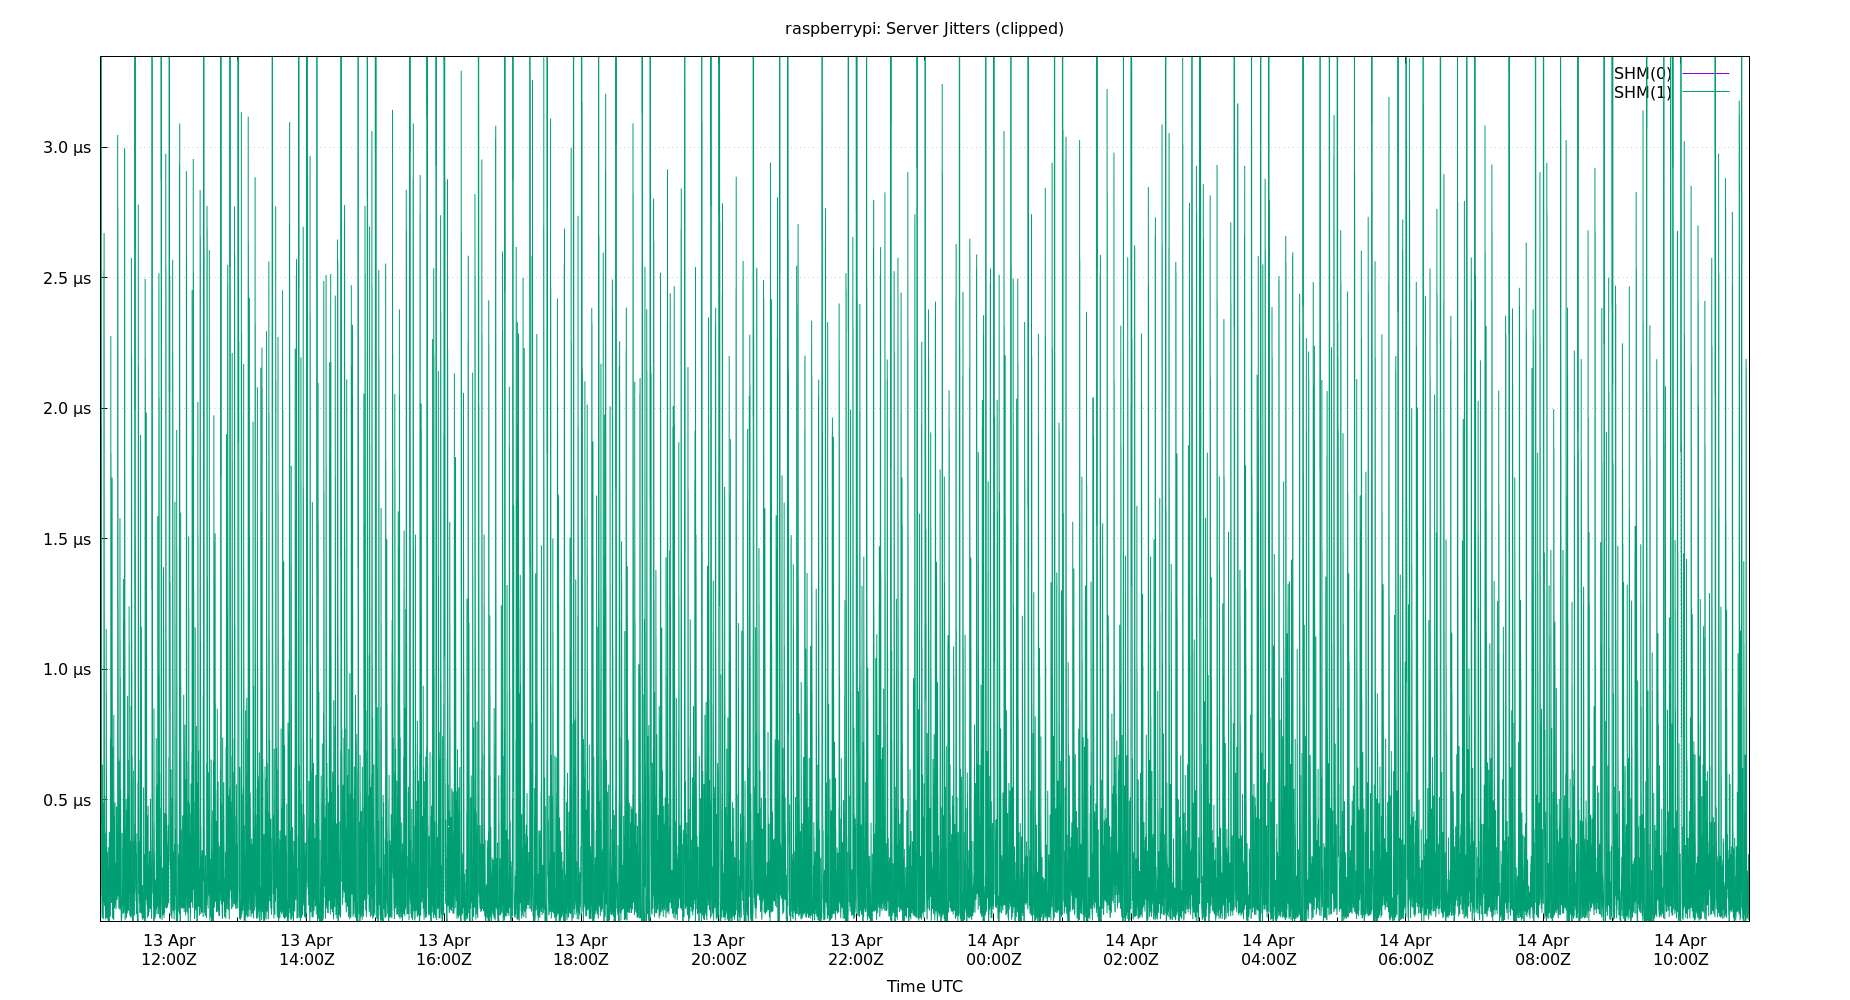 raspberrypi: Server Jitters (clipped)
SHM(0)
SHM(1)
3.0 μs
2.5 μs
2.0 μs
1.5 μs
1.0 μs
0.5 μs
13 Apr 13 Apr 13 Apr 13 Apr 13 Apr 13 Apr 14 Apr 14 Apr 14 Apr 14 Apr 14 Apr 14 Apr
12:00Z 14:00Z 16:00Z 18:00Z 20:00Z 22:00Z 00:00Z 02:00Z 04:00Z 06:00Z 08:00Z 10:00Z
Time UTC